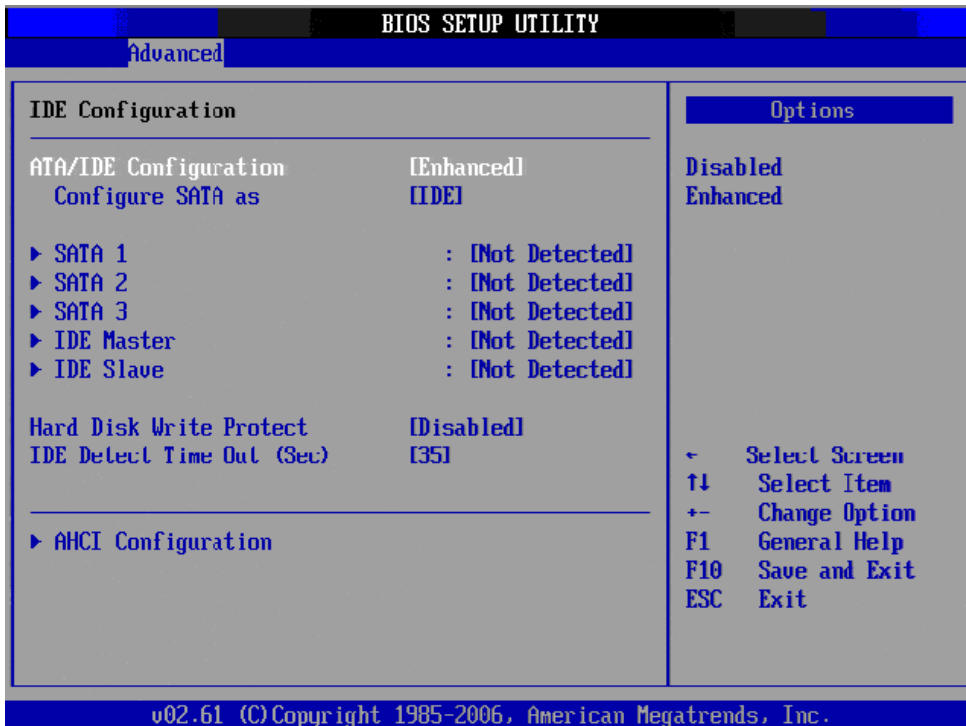 BIOS SETUP UTILITY
Advanced
IDE Configuration
ATA/IDE Configuration [Enhanced]
Configure SATA as [IDE]
SATA 1 : [Not Detected]
SATA 2 : [Not Detected]
SATA 3 : [Not Detected]
IDE Master : [Not Detected]
IDE Slave : [Not Detected]
Hard Disk Write Protect [Disabled]
IDE Detect Time Out (Sec) [35]
AHCI Configuration
Options
Disabled
Enhanced
← Select Screen
↑↓ Select Item
+- Change Option
F1 General Help
F10 Save and Exit
ESC Exit
v02.61 (C)Copyright 1985-2006, American Megatrends, Inc.